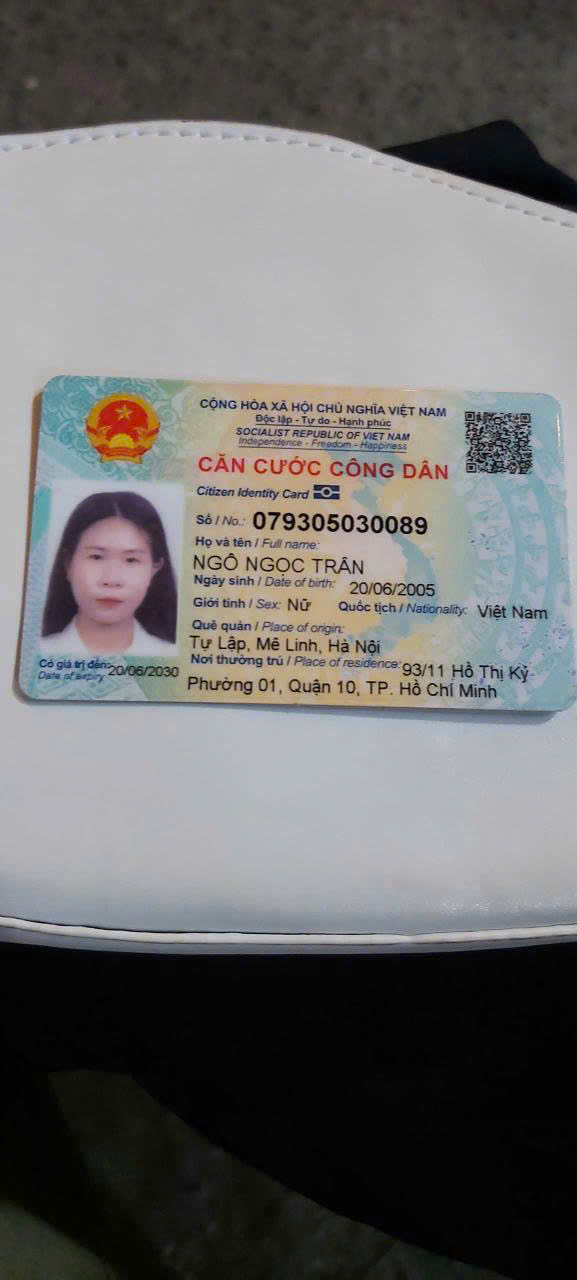 CỘNG HÒA XÃ HỘI CHỦ NGHĨA VIỆT NAM
Độc lập - Tự do - Hạnh phúc
SOCIALIST REPUBLIC OF VIET NAM
Independence - Freedom - Happiness
CĂN CƯỚC CÔNG DÂN
Citizen Identity Card
Số / No.: 079305030089
Họ và tên / Full name:
NGÔ NGỌC TRÂN
Ngày sinh / Date of birth: 20/06/2005
Giới tính / Sex: Nữ Quốc tịch / Nationality: Việt Nam
Quê quán / Place of origin:
Tự Lập, Mê Linh, Hà Nội
Nơi thường trú / Place of residence: 93/11 Hồ Thị Kỷ
Phường 01, Quận 10, TP. Hồ Chí Minh
Có giá trị đến: 20/06/2030
Date of expiry